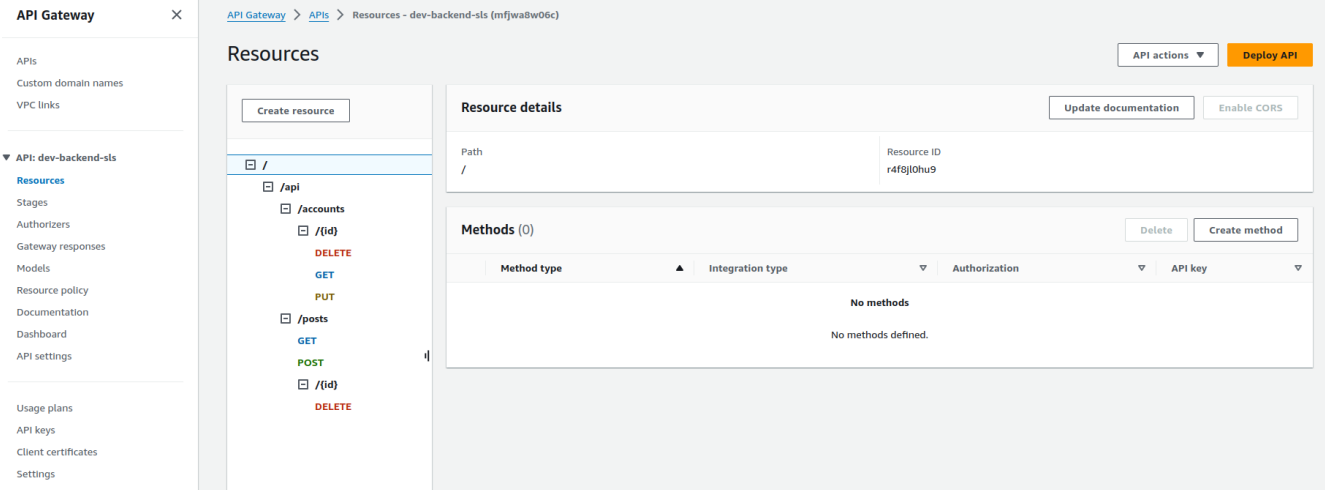 API Gateway
APIs
Custom domain names
VPC links
API: dev-backend-sls
Resources
Stages
Authorizers
Gateway responses
Models
Resource policy
Documentation
Dashboard
API settings
Usage plans
API keys
Client certificates
Settings
API Gateway > APIs > Resources - dev-backend-sls (mfjwa8w06c)
Resources
API actions
Deploy API
Create resource
/
/api
/accounts
/{id}
DELETE
GET
PUT
/posts
GET
POST
/{id}
DELETE
Resource details
Update documentation
Enable CORS
Path
/
Resource ID
r4f8jl0hu9
Methods (0)
Delete
Create method
Method type
Integration type
Authorization
API key
No methods
No methods defined.